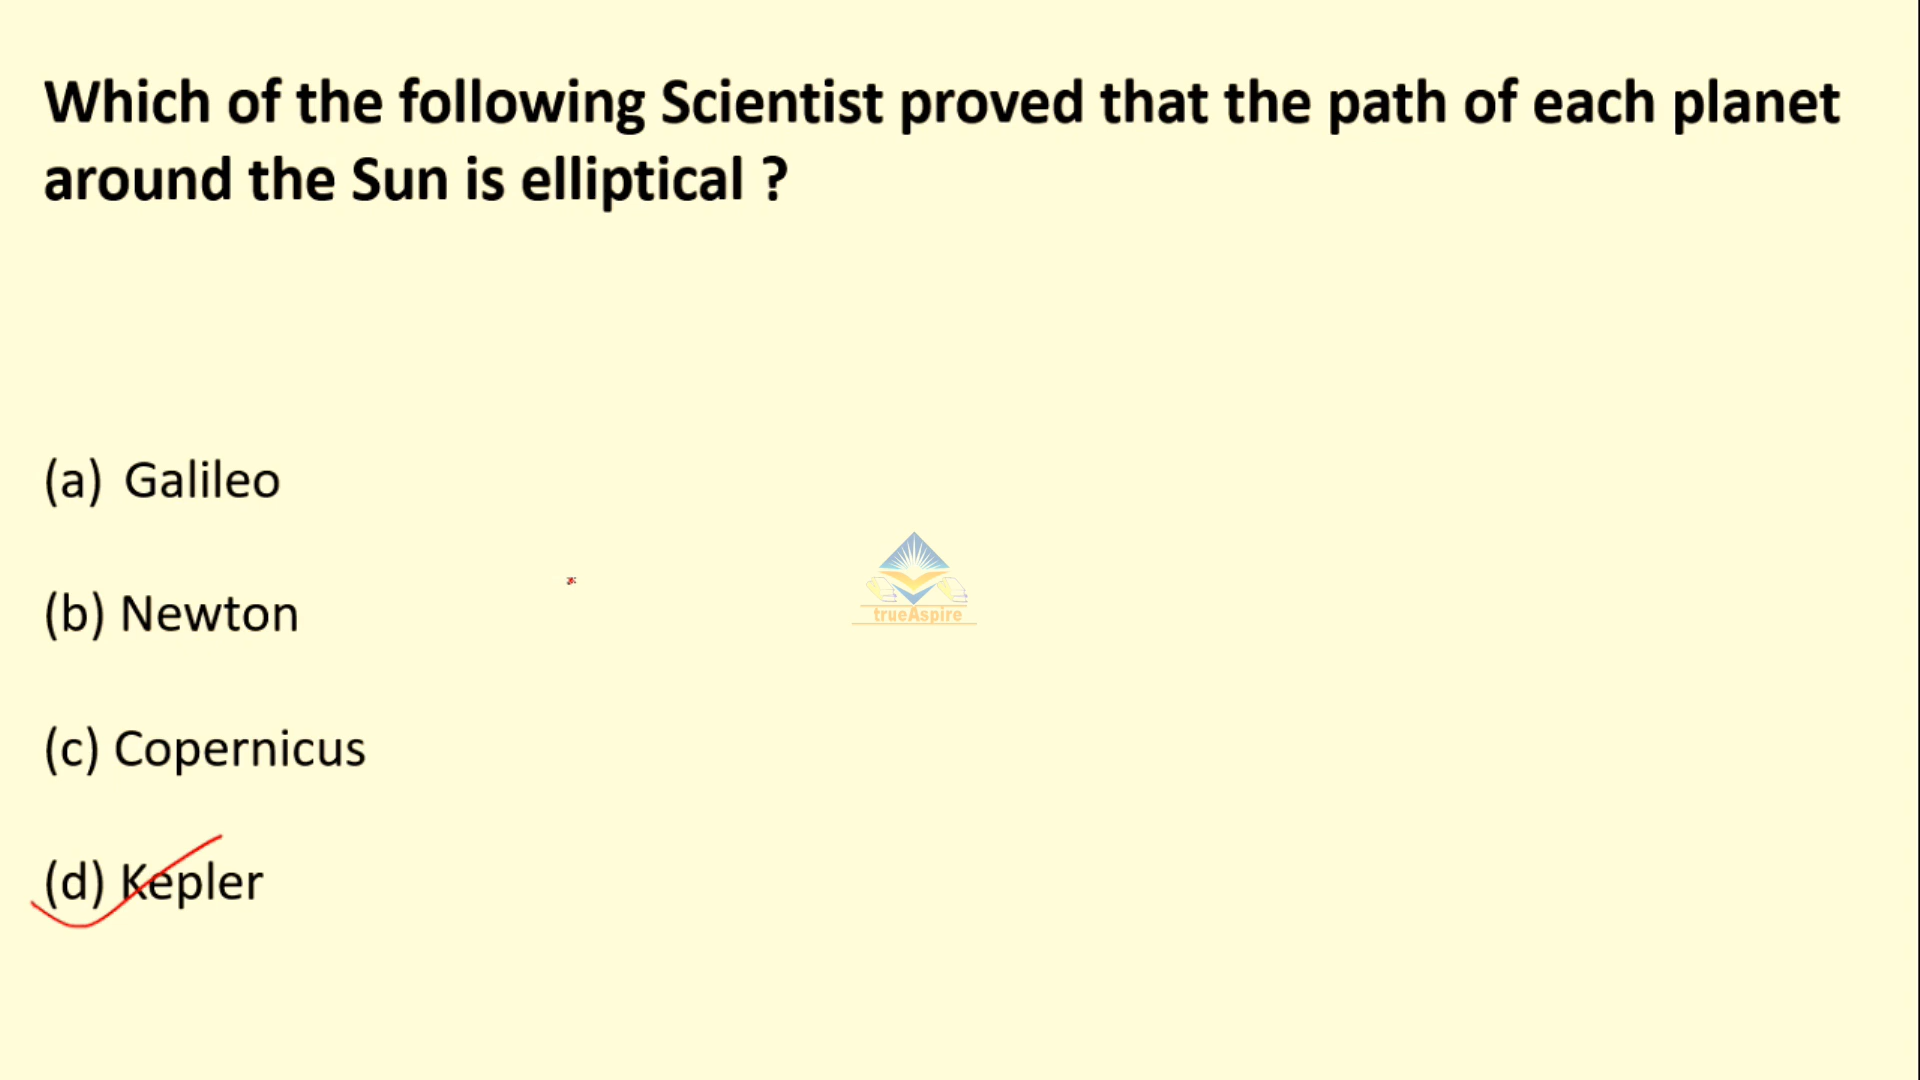 Which of the following Scientist proved that the path of each planet
around the Sun is elliptical ?
(a) Galileo
(b) Newton
trueAspire
(c) Copernicus
(d) Kepler